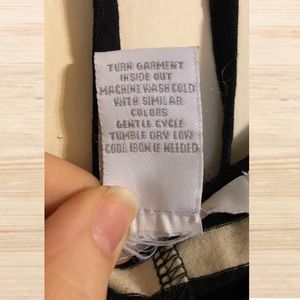 TURN GARMENT
INSIDE OUT
MACHINE WASH COLD
WITH SIMILAR
COLORS
GENTLE CYCLE
TUMBLE DRY LOW
COOL IRON IF NEEDED